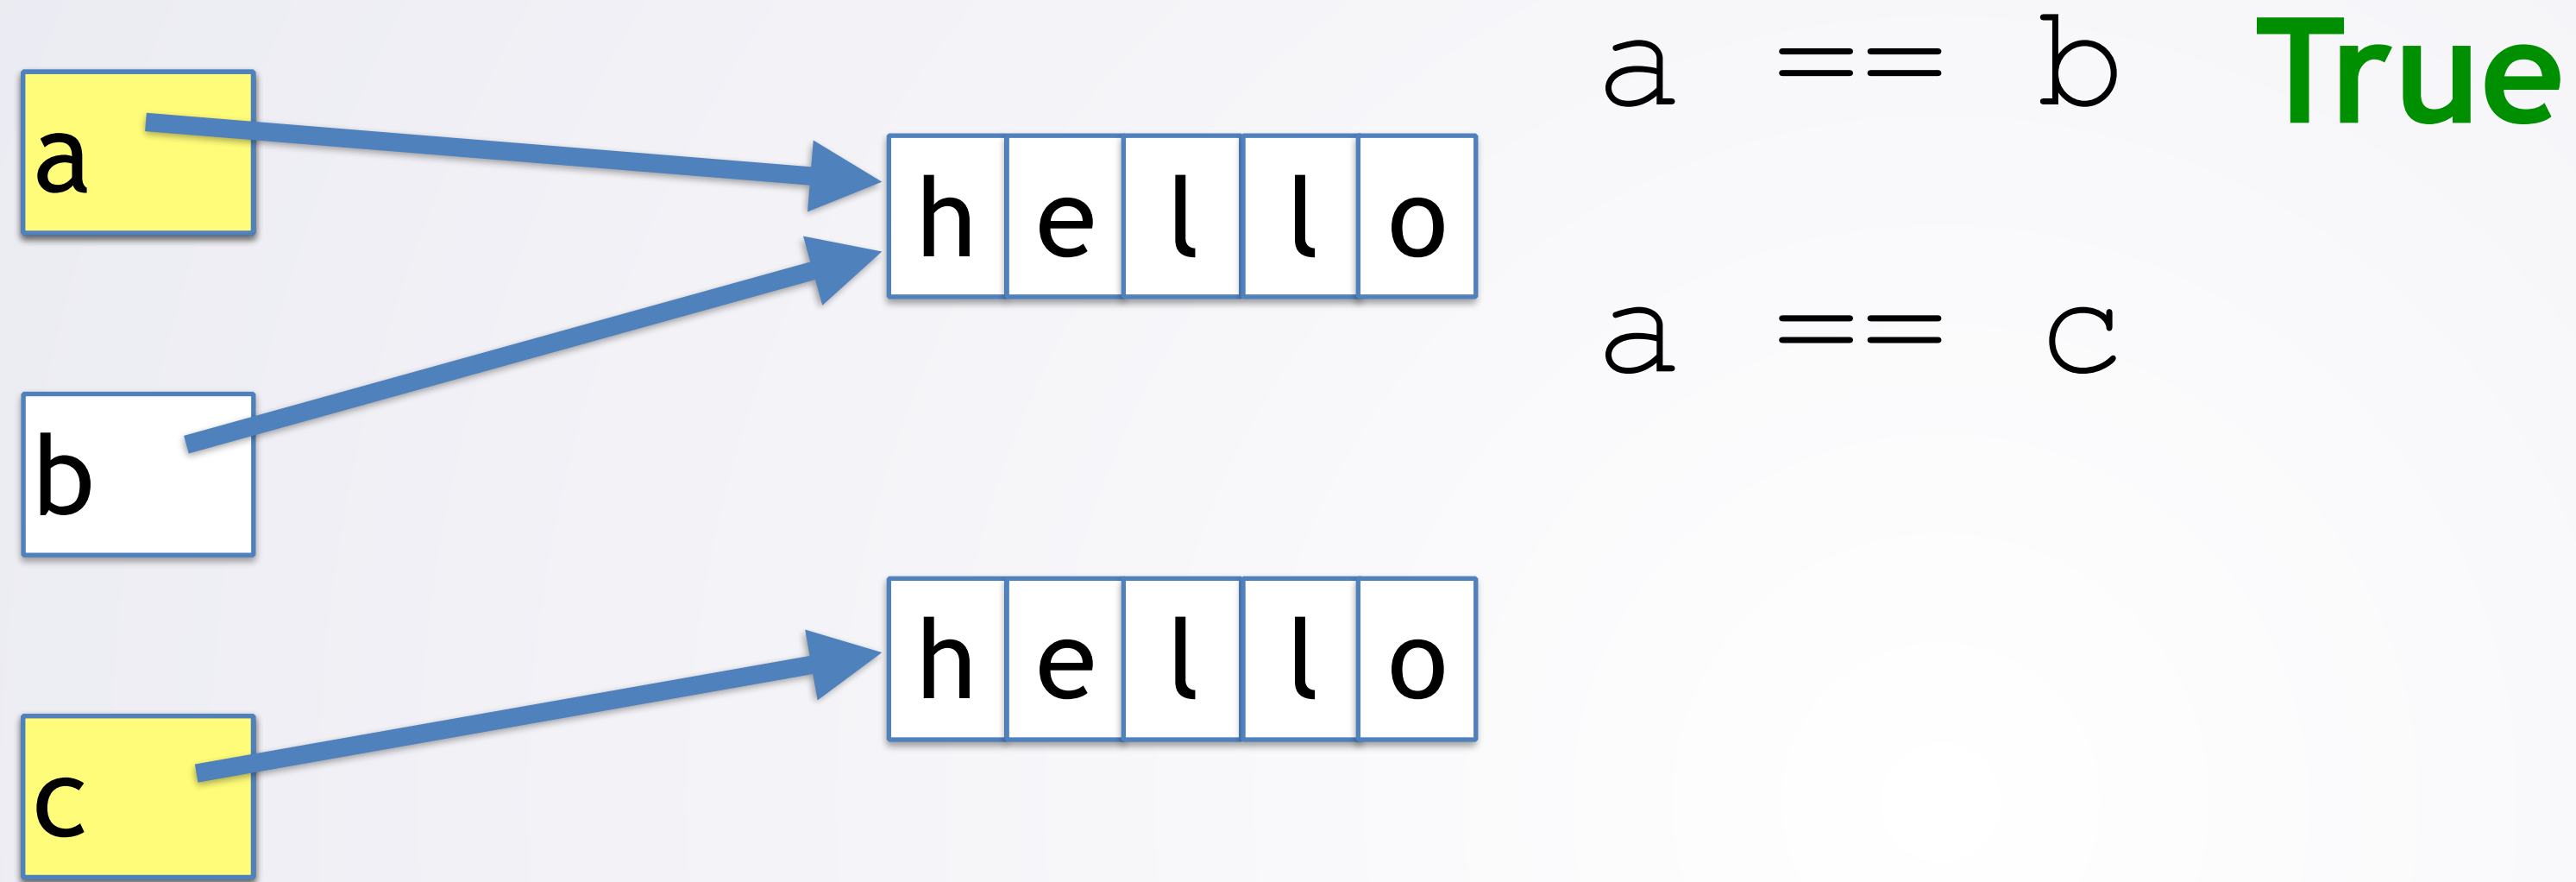 a == b True
a
h e l l o
a == c
b
h e l l o
c